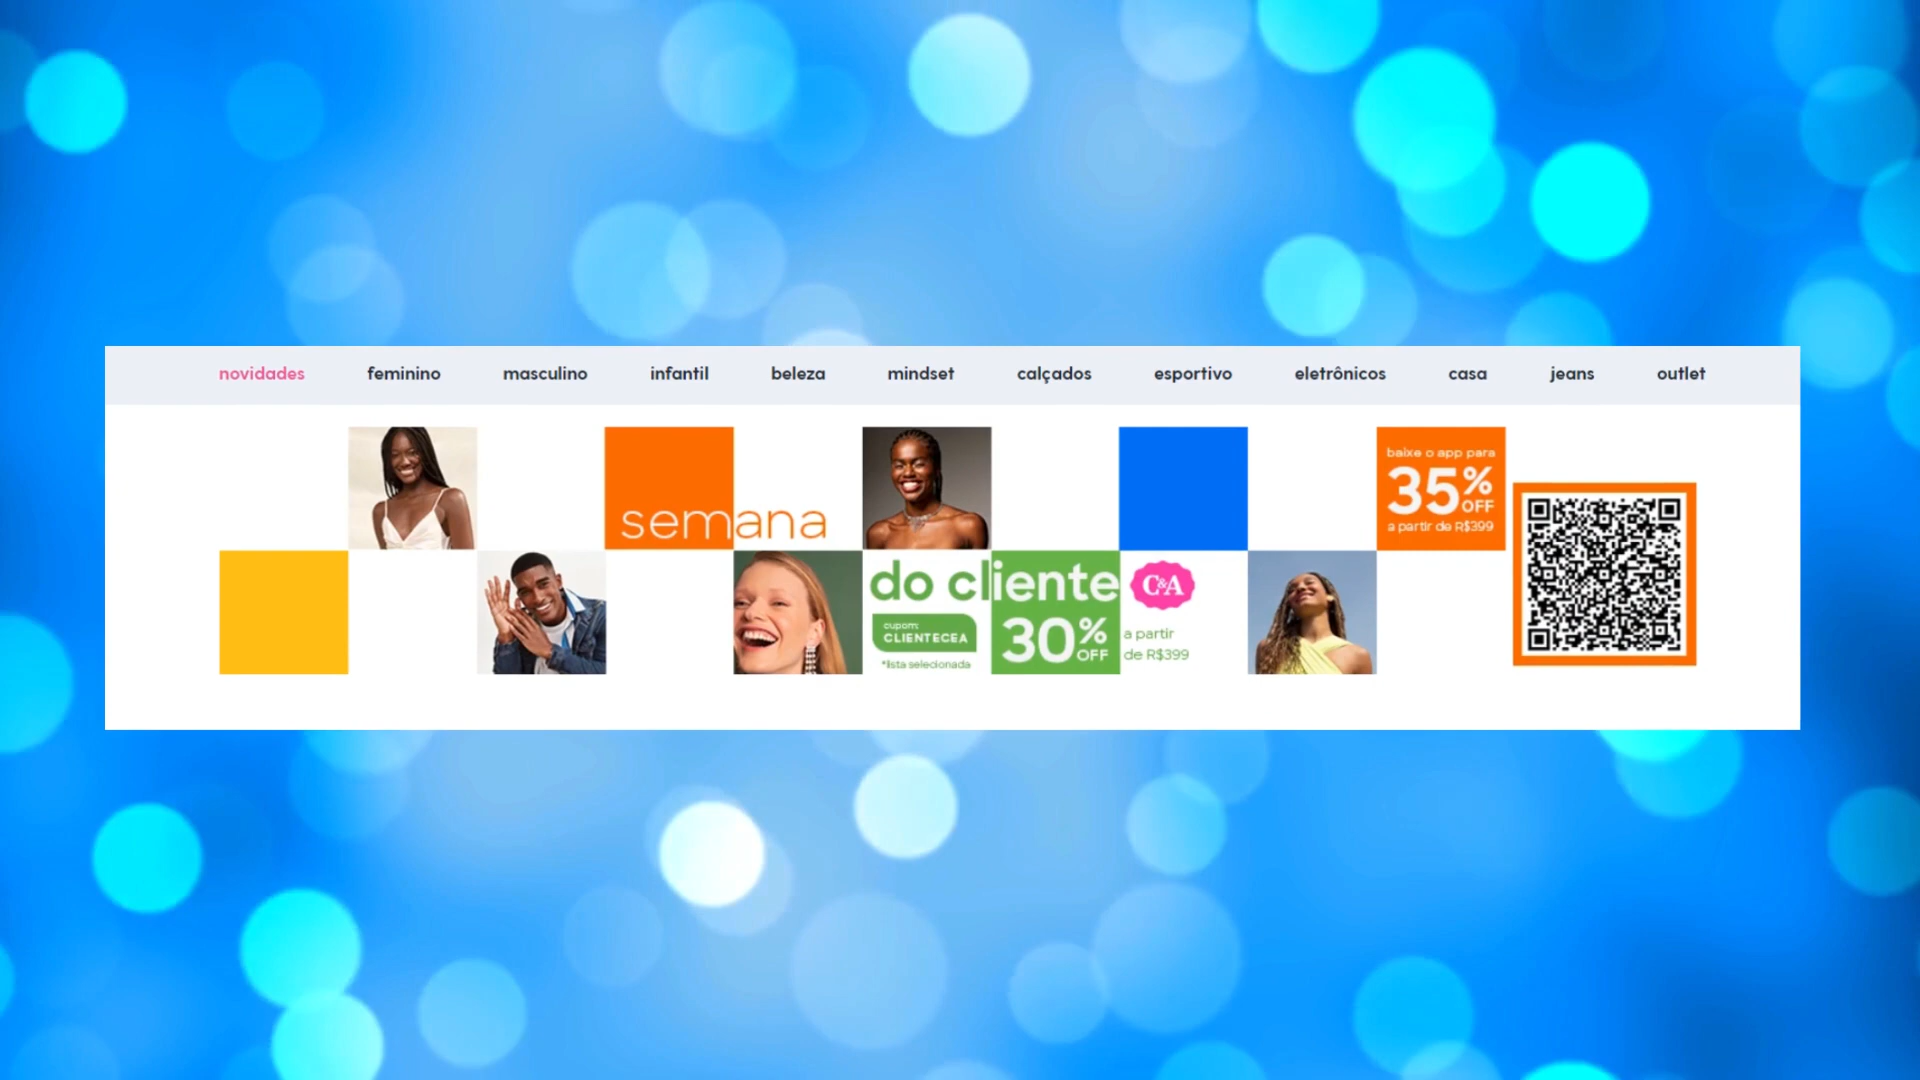 novidades feminino masculino infantil beleza mindset calçados esportivo eletrônicos casa jeans outlet
semana
do cliente
C&A
cupom:
CLIENTECEA
*lista selecionada
30% OFF
a partir
de R$399
baixe o app para
35% OFF
a partir de R$399